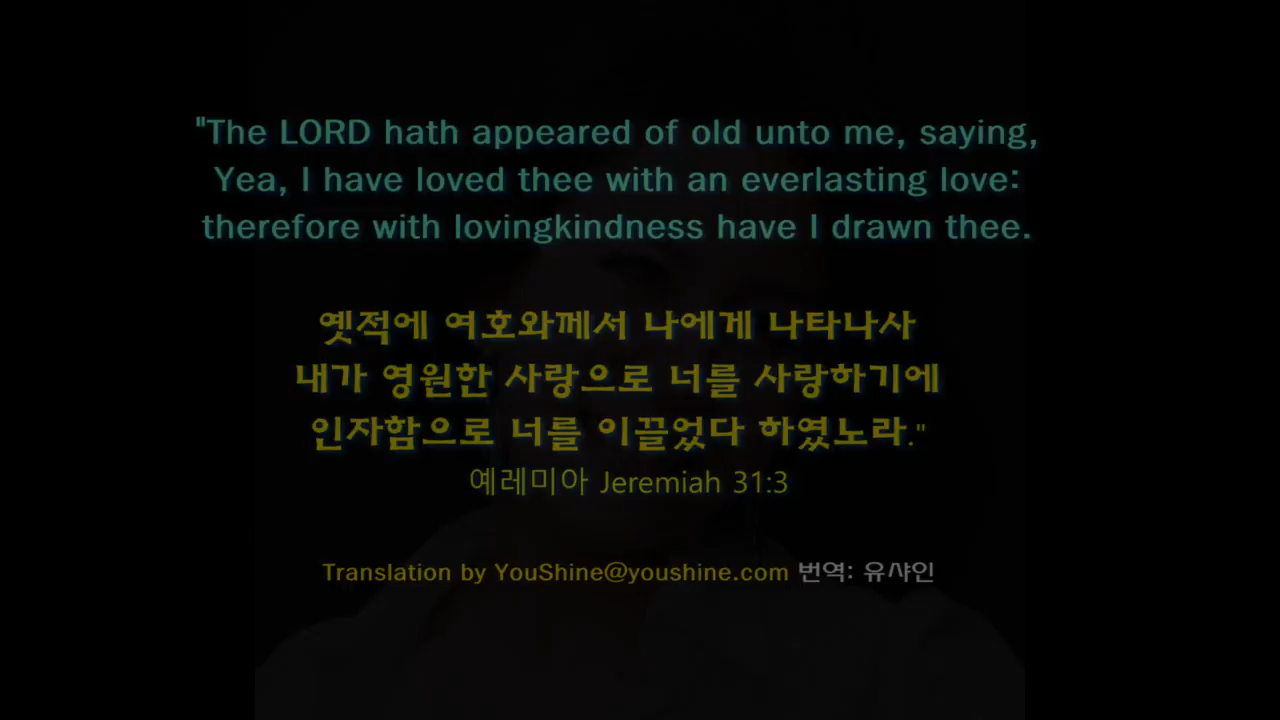 "The LORD hath appeared of old unto me, saying,
Yea, I have loved thee with an everlasting love:
therefore with lovingkindness have I drawn thee.
옛적에 여호와께서 나에게 나타나사
내가 영원한 사랑으로 너를 사랑하기에
인자함으로 너를 이끌었다 하였노라."
예레미아 Jeremiah 31:3
Translation by YouShine@youshine.com 번역: 유샤인